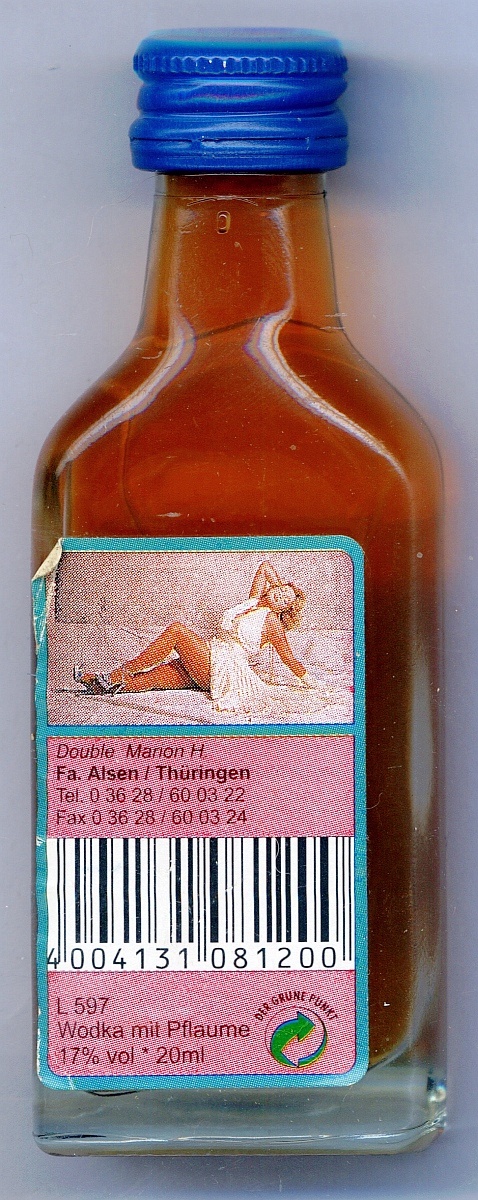 0
Double Marion H.
Fa. Alsen / Thüringen
Tel. 0 36 28 / 60 03 22
Fax 0 36 28 / 60 03 24
4 004131 081200
L 597
Wodka mit Pflaume
17% vol * 20ml
DER GRÜNE PUNKT